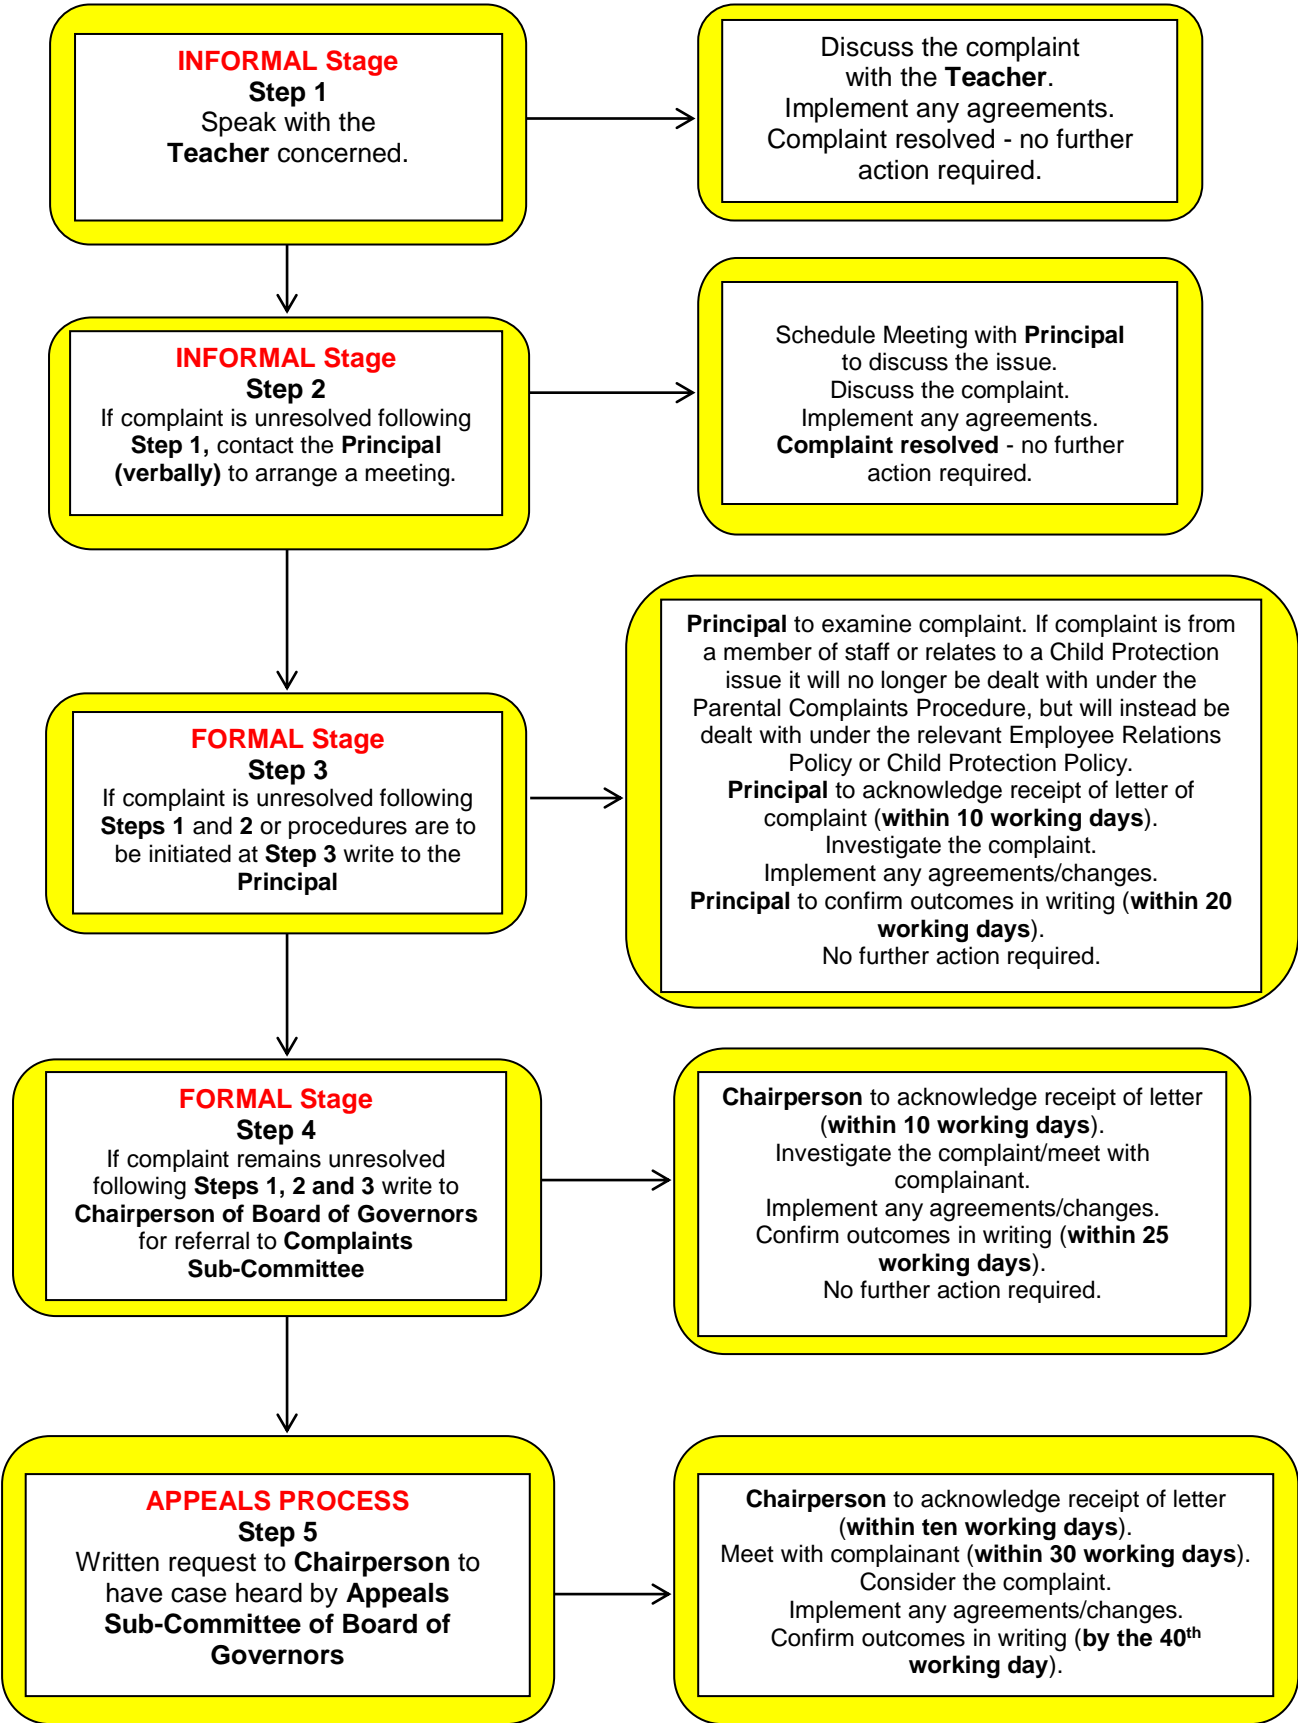 INFORMAL Stage
Step 1
Speak with the
Teacher concerned.
Discuss the complaint
with the Teacher.
Implement any agreements.
Complaint resolved - no further
action required.
INFORMAL Stage
Step 2
If complaint is unresolved following
Step 1, contact the Principal
(verbally) to arrange a meeting.
Schedule Meeting with Principal
to discuss the issue.
Discuss the complaint.
Implement any agreements.
Complaint resolved - no further
action required.
FORMAL Stage
Step 3
If complaint is unresolved following
Steps 1 and 2 or procedures are to
be initiated at Step 3 write to the
Principal
Principal to examine complaint. If complaint is from
a member of staff or relates to a Child Protection
issue it will no longer be dealt with under the
Parental Complaints Procedure, but will instead be
dealt with under the relevant Employee Relations
Policy or Child Protection Policy.
Principal to acknowledge receipt of letter of
complaint (within 10 working days).
Investigate the complaint.
Implement any agreements/changes.
Principal to confirm outcomes in writing (within 20
working days).
No further action required.
FORMAL Stage
Step 4
If complaint remains unresolved
following Steps 1, 2 and 3 write to
Chairperson of Board of Governors
for referral to Complaints
Sub-Committee
Chairperson to acknowledge receipt of letter
(within 10 working days).
Investigate the complaint/meet with
complainant.
Implement any agreements/changes.
Confirm outcomes in writing (within 25
working days).
No further action required.
APPEALS PROCESS
Step 5
Written request to Chairperson to
have case heard by Appeals
Sub-Committee of Board of
Governors
Chairperson to acknowledge receipt of letter
(within ten working days).
Meet with complainant (within 30 working days).
Consider the complaint.
Implement any agreements/changes.
Confirm outcomes in writing (by the 40th
working day).